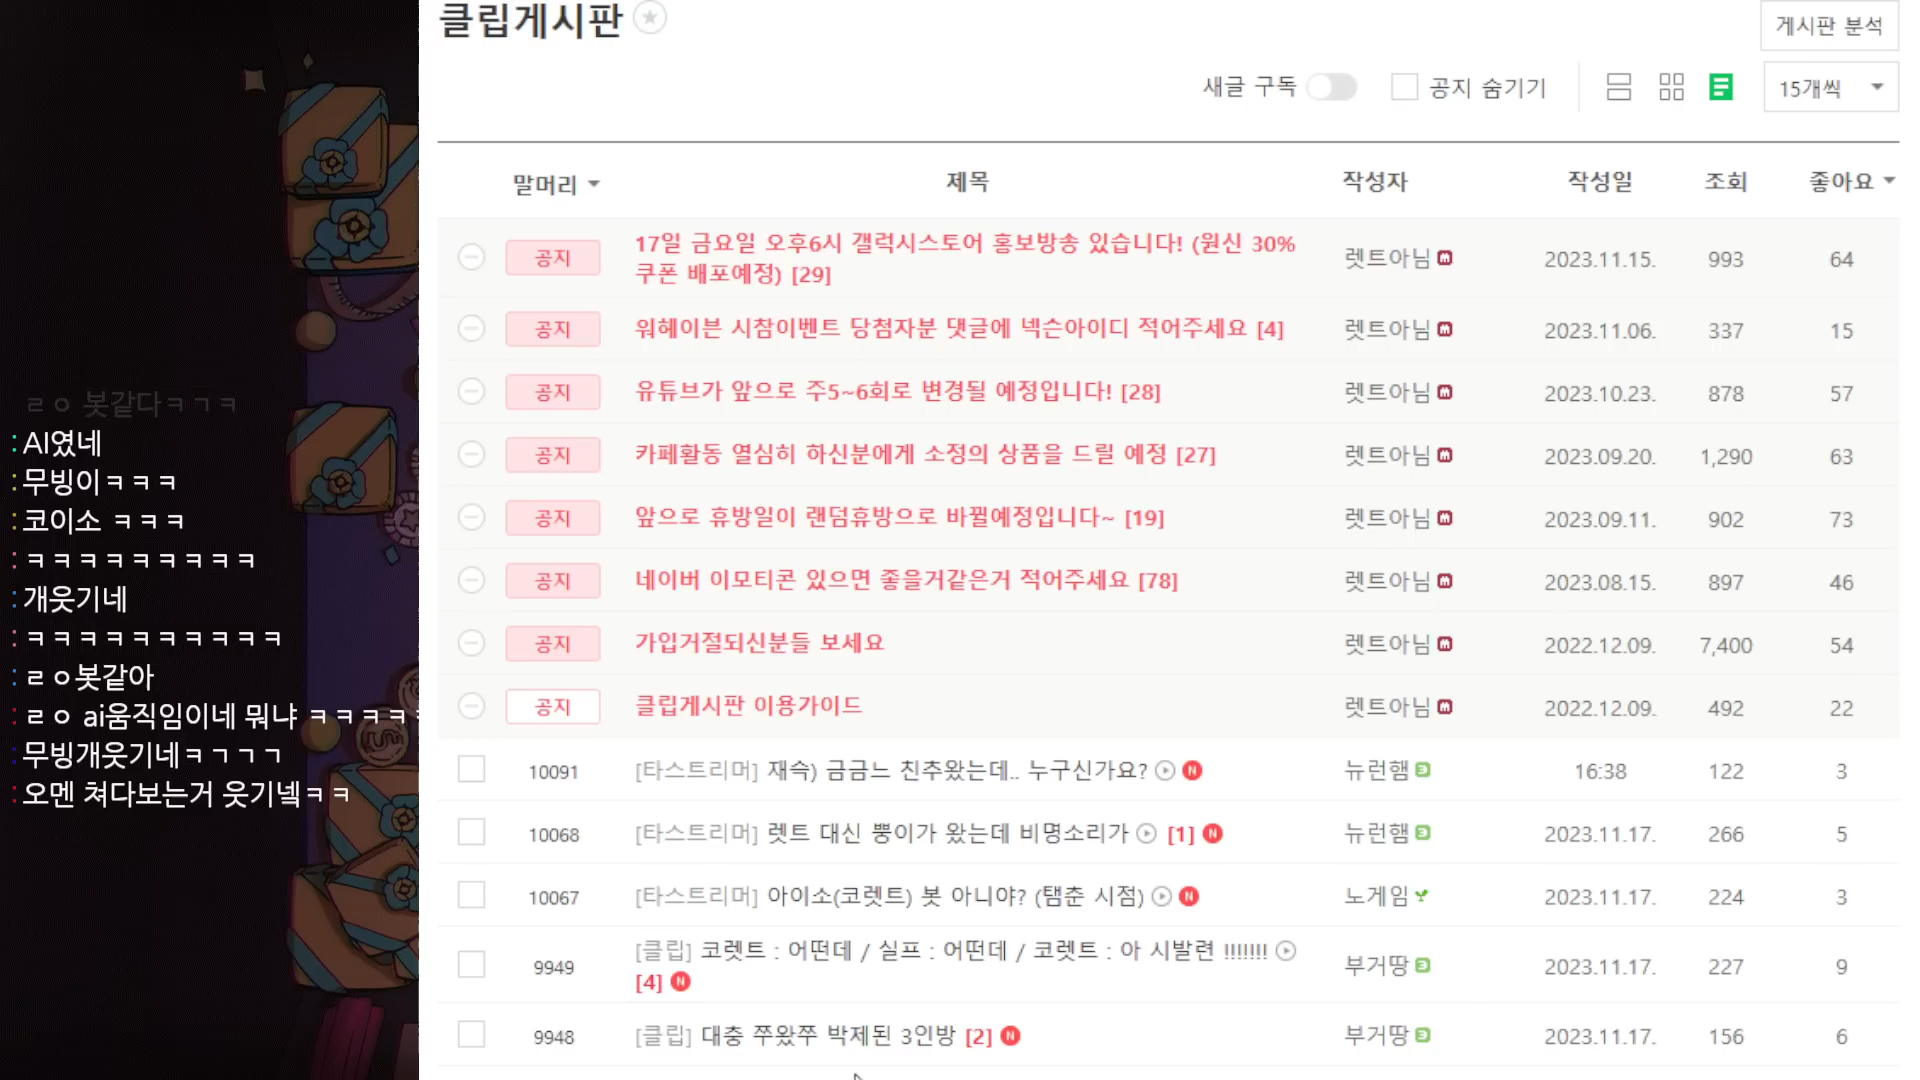 클립게시판
게시판 분석
새글 구독
공지 숨기기
15개씩
말머리 제목 작성자 작성일 조회 좋아요
공지 17일 금요일 오후6시 갤럭시스토어 홍보방송 있습니다! (원신 30%
쿠폰 배포예정) [29] 렛트아님 2023.11.15. 993 64
공지 워헤이븐 시참이벤트 당첨자분 댓글에 넥슨아이디 적어주세요 [4] 렛트아님 2023.11.06. 337 15
공지 유튜브가 앞으로 주5~6회로 변경될 예정입니다! [28] 렛트아님 2023.10.23. 878 57
공지 카페활동 열심히 하신분에게 소정의 상품을 드릴 예정 [27] 렛트아님 2023.09.20. 1,290 63
공지 앞으로 휴방일이 랜덤휴방으로 바뀔예정입니다~ [19] 렛트아님 2023.09.11. 902 73
공지 네이버 이모티콘 있으면 좋을거같은거 적어주세요 [78] 렛트아님 2023.08.15. 897 46
공지 가입거절되신분들 보세요 렛트아님 2022.12.09. 7,400 54
공지 클립게시판 이용가이드 렛트아님 2022.12.09. 492 22
10091 [타스트리머] 재슥) 금금느 친추왔는데.. 누구신가요? N 뉴런햄 16:38 122 3
10068 [타스트리머] 렛트 대신 뿡이가 왔는데 비명소리가 [1] N 뉴런햄 2023.11.17. 266 5
10067 [타스트리머] 아이소(코렛트) 봇 아니야? (탬춘 시점) N 노게임 2023.11.17. 224 3
9949 [클립] 코렛트 : 어떤데 / 실프 : 어떤데 / 코렛트 : 아 시발련 !!!!!!!
[4] N 부거땅 2023.11.17. 227 9
9948 [클립] 대충 쭈왔쭈 박제된 3인방 [2] N 부거땅 2023.11.17. 156 6
ㄹㅇ 봇같다ㅋㄱㅋ
: AI였네
: 무빙이ㅋㅋㅋ
: 코이소 ㅋㅋㅋ
: ㅋㅋㅋㅋㅋㅋㅋㅋㅋ
: 개웃기네
: ㅋㅋㅋㅋㅋㅋㅋㅋㅋㅋ
: ㄹㅇ봇같아
: ㄹㅇ ai움직임이네 뭐냐 ㅋㅋㅋㅋ
: 무빙개웃기네ㅋㄱㄱㄱ
: 오멘 쳐다보는거 웃기넼ㅋㅋ